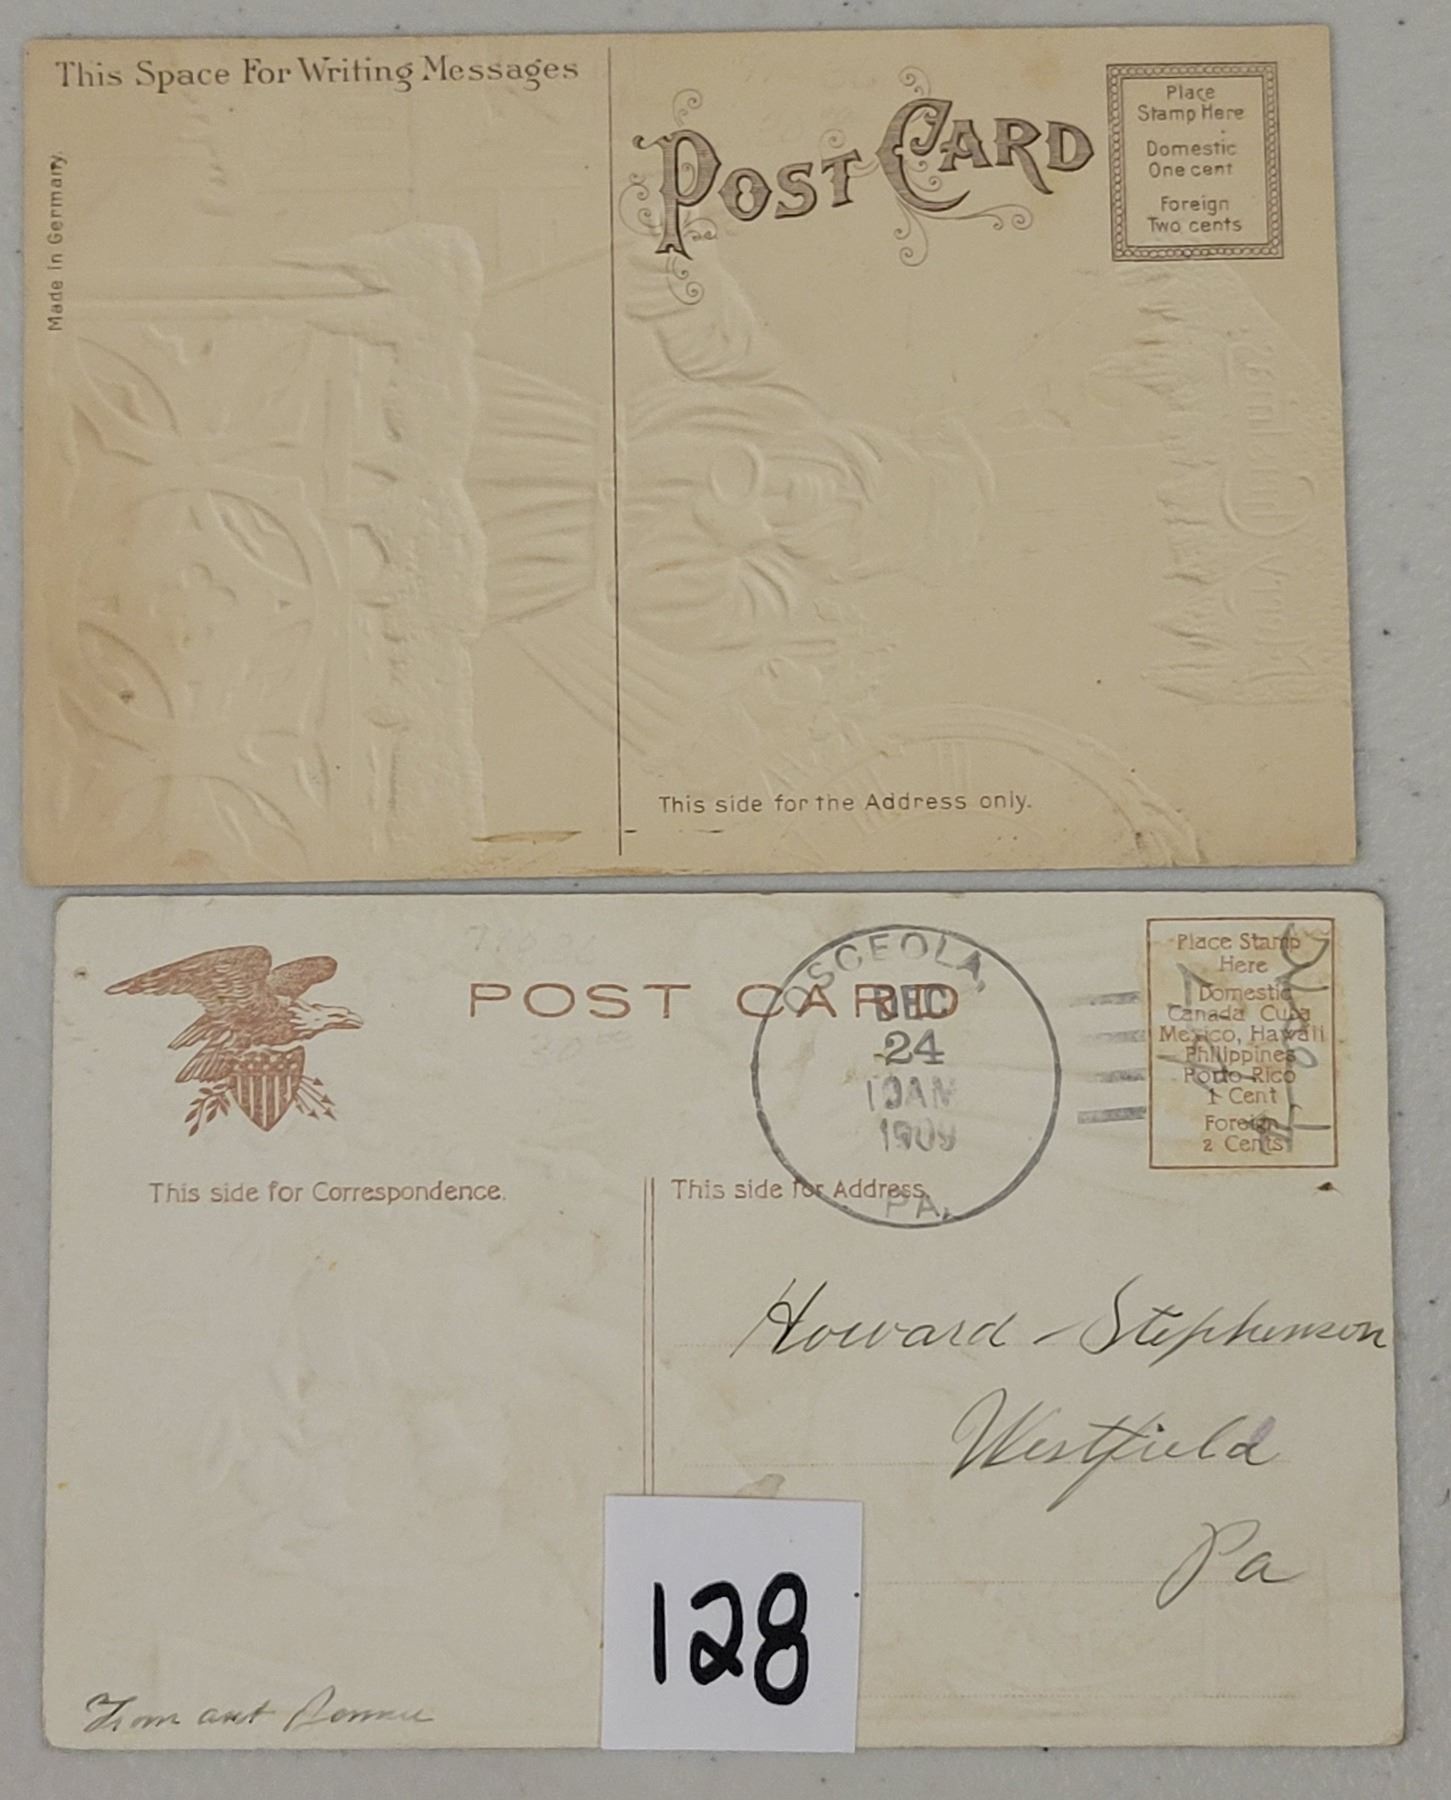 This Space For Writing Messages
Made in Germany.
POST CARD
Place
Stamp Here
Domestic
One cent
Foreign
Two cents
This side for the Address only.
POST CARD
OSCEOLA,
DEC
24
10AM
1909
PA.
Place Stamp
Here
Domestic
Canada Cuba
Mexico, Hawaii
Philippines
Porto Rico
1 Cent
Foreign
2 Cents
This side for Correspondence.
This side for Address.
Howard - Stephenson
Westfield
Pa
128
From ant